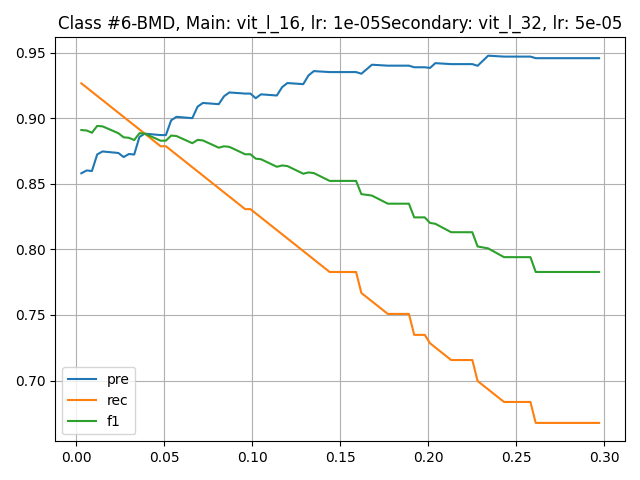 Class #6-BMD, Main: vit_l_16, lr: 1e-05Secondary: vit_l_32, lr: 5e-05
0.95
0.90
0.85
0.80
0.75
0.70
pre
rec
f1
0.00 0.05 0.10 0.15 0.20 0.25 0.30